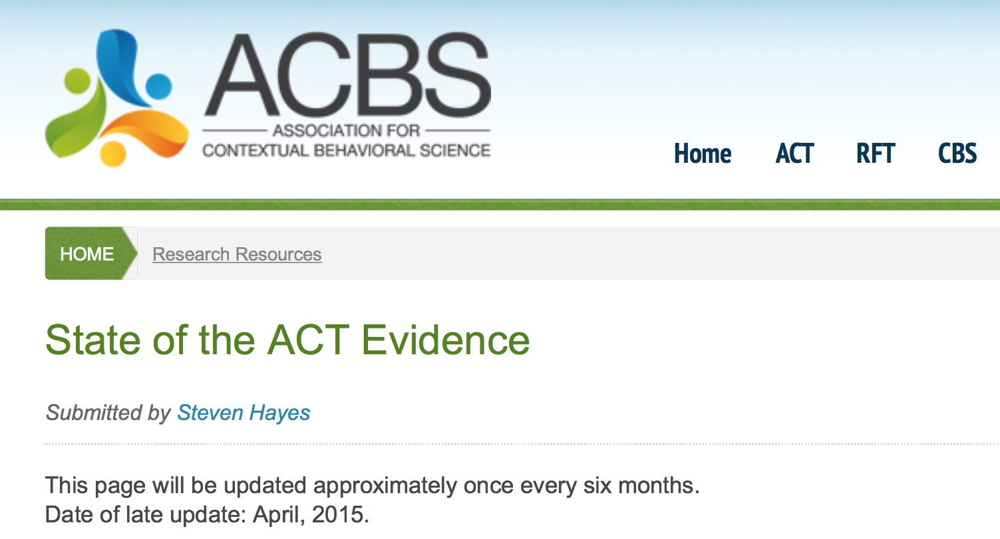 ACBS
ASSOCIATION FOR
CONTEXTUAL BEHAVIORAL SCIENCE
Home ACT RFT CBS
HOME Research Resources
State of the ACT Evidence
Submitted by Steven Hayes
This page will be updated approximately once every six months.
Date of late update: April, 2015.